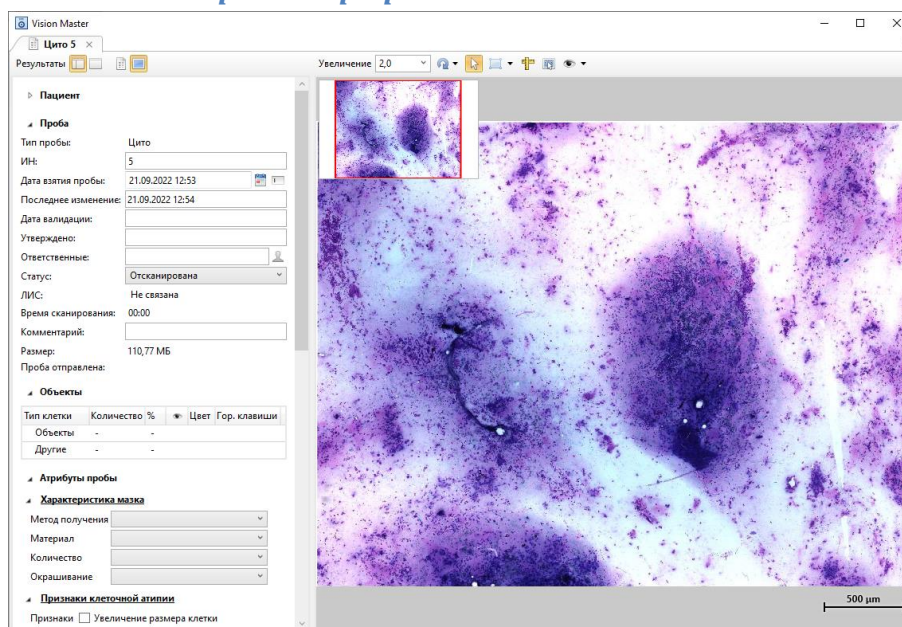 Vision Master
Цито 5
Результаты
Увеличение 2,0
Пациент
Проба
Тип пробы: Цито
ИН: 5
Дата взятия пробы: 21.09.2022 12:53
Последнее изменение: 21.09.2022 12:54
Дата валидации:
Утверждено:
Ответственные:
Статус: Отсканирована
ЛИС: Не связана
Время сканирования: 00:00
Комментарий:
Размер: 110,77 МБ
Проба отправлена:
Объекты
Тип клетки Количество % Цвет Гор. клавиши
Объекты - -
Другие - -
Атрибуты пробы
Характеристика мазка
Метод получения
Материал
Количество
Окрашивание
Признаки клеточной атипии
Признаки Увеличение размера клетки
500 µm